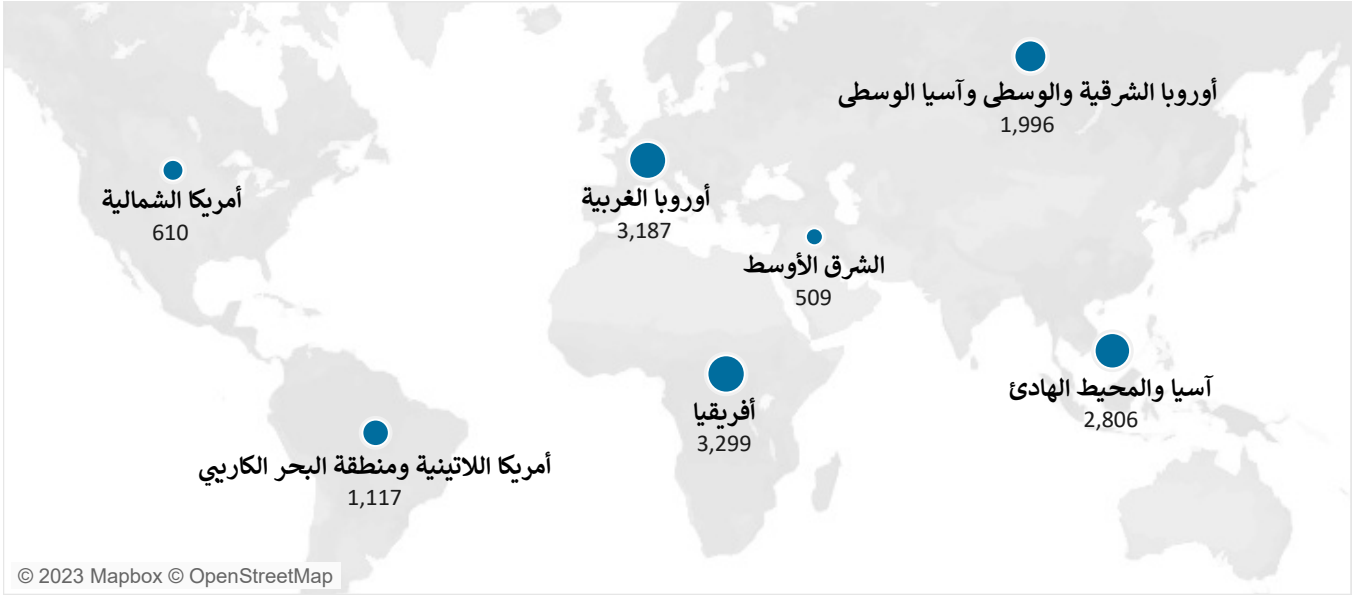 أوروبا الشرقية والوسطى وآسيا الوسطى
1,996
أمريكا الشمالية
610
أوروبا الغربية
3,187
الشرق الأوسط
509
آسيا والمحيط الهادئ
2,806
أفريقيا
3,299
أمريكا اللاتينية ومنطقة البحر الكاريبي
1,117
© 2023 Mapbox © OpenStreetMap